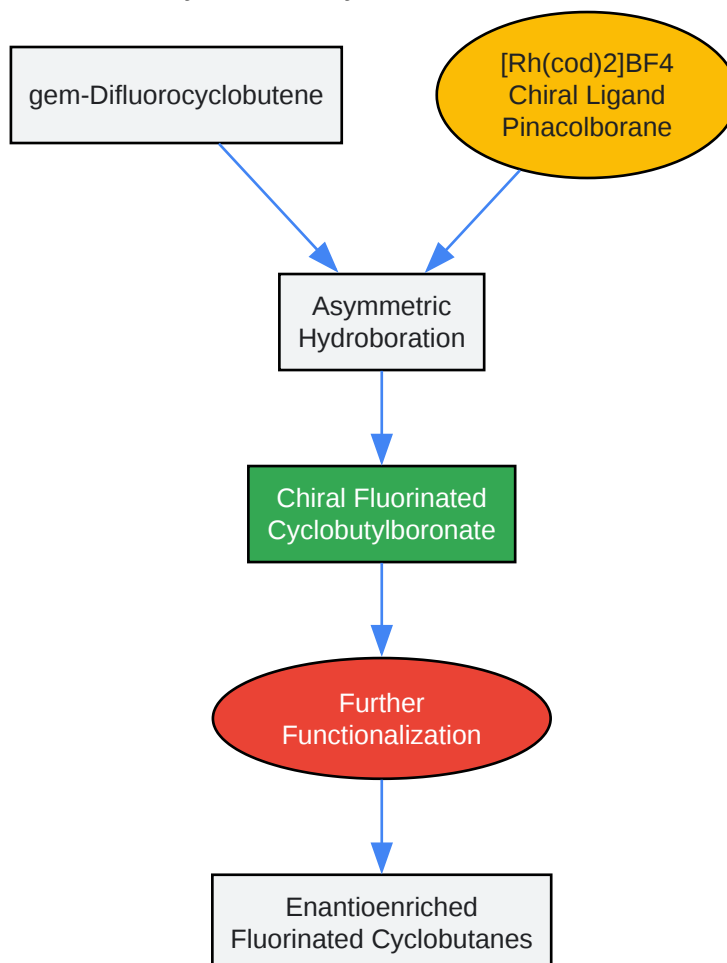 gem-Difluorocyclobutene
[Rh(cod)2]BF4
Chiral Ligand
Pinacolborane
Asymmetric
Hydroboration
Chiral Fluorinated
Cyclobutylboronate
Further
Functionalization
Enantioenriched
Fluorinated Cyclobutanes